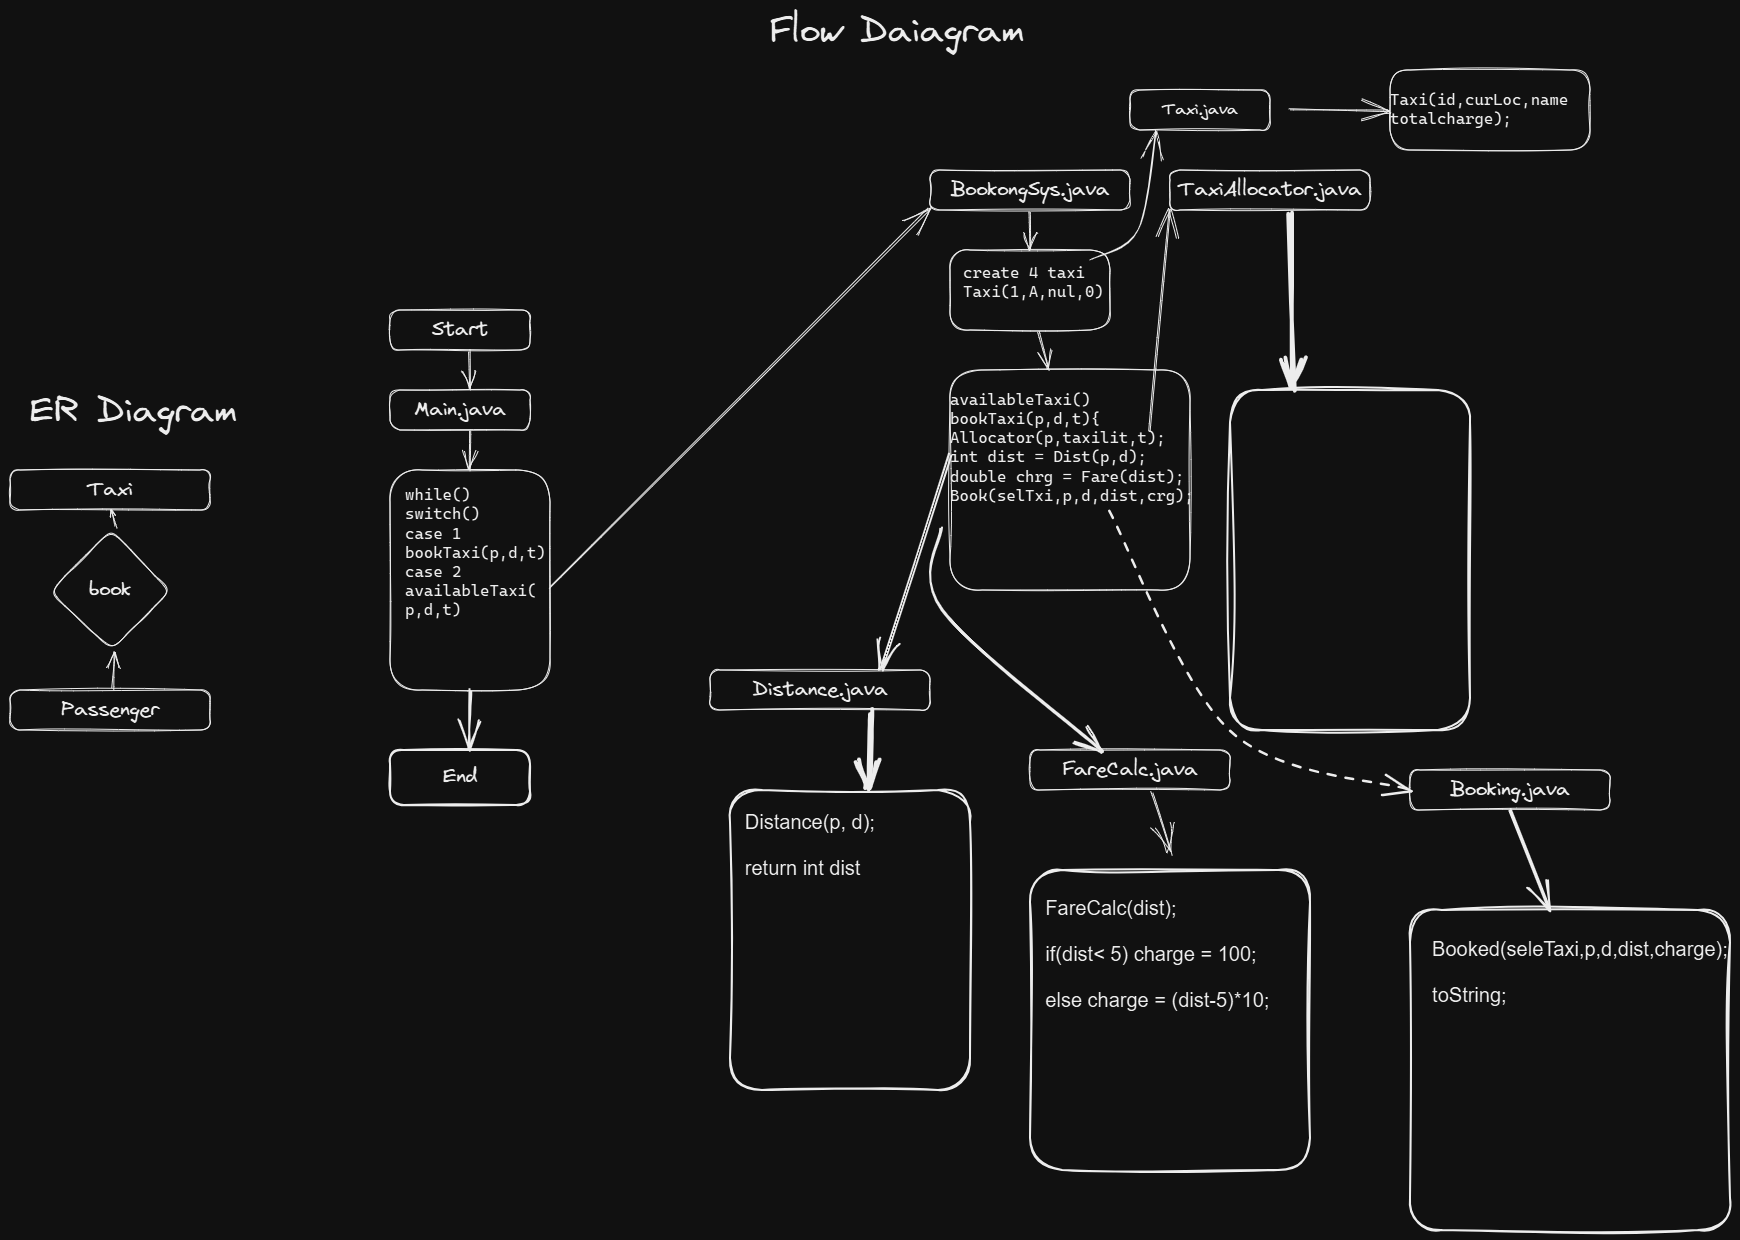 Flow Daiagram
Taxi.java
Taxi(id,curLoc,name
totalcharge);
BookongSys.java
TaxiAllocator.java
create 4 taxi
Taxi(1,A,nul,0)
Start
Main.java
while()
switch()
case 1
bookTaxi(p,d,t)
case 2
availableTaxi(
p,d,t)
End
ER Diagram
Taxi
book
Passenger
availableTaxi()
bookTaxi(p,d,t){
Allocator(p,taxilit,t);
int dist = Dist(p,d);
double chrg = Fare(dist);
Book(selTxi,p,d,dist,crg);
Distance.java
Distance(p, d);
return int dist
FareCalc.java
FareCalc(dist);
if(dist< 5) charge = 100;
else charge = (dist-5)*10;
Booking.java
Booked(seleTaxi,p,d,dist,charge);
toString;